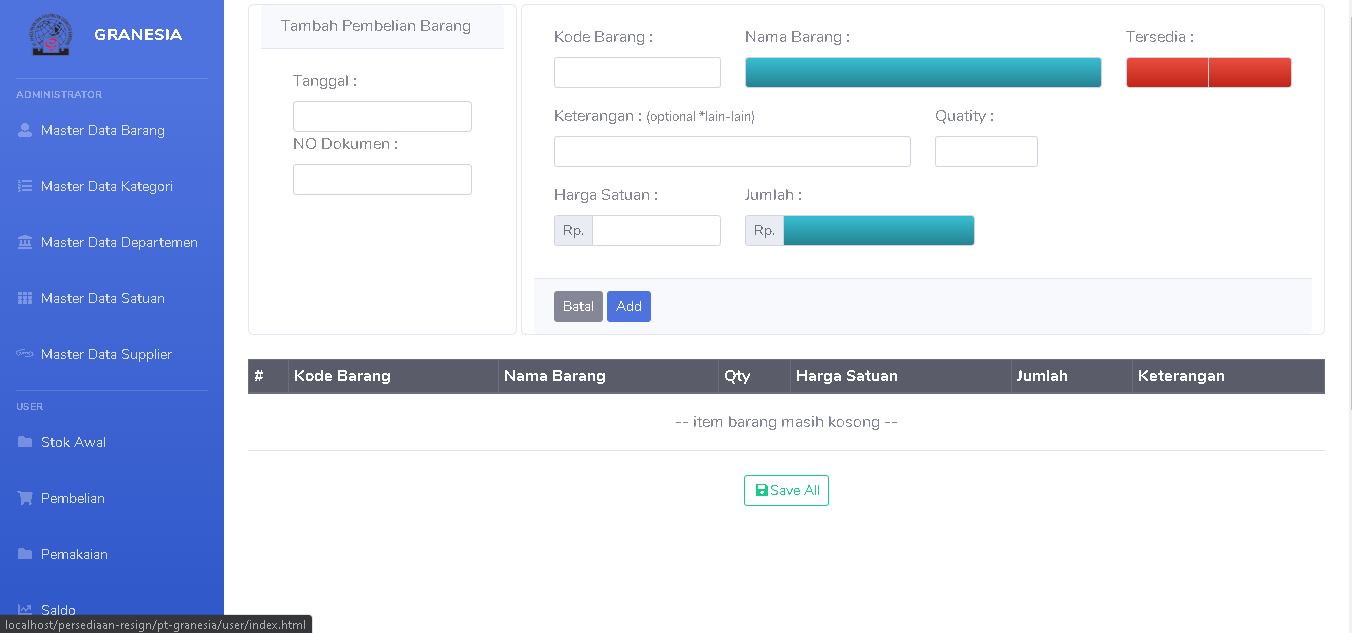 GRANESIA
ADMINISTRATOR
Master Data Barang
Master Data Kategori
Master Data Departemen
Master Data Satuan
Master Data Supplier
USER
Stok Awal
Pembelian
Pemakaian
Saldo
localhost/persediaan-resign/pt-granesia/user/index.html
Tambah Pembelian Barang
Tanggal :
NO Dokumen :
Kode Barang : Nama Barang : Tersedia :
Keterangan : (optional *lain-lain) Quatity :
Harga Satuan : Jumlah :
Rp. Rp.
Batal Add
# Kode Barang Nama Barang Qty Harga Satuan Jumlah Keterangan
-- item barang masih kosong --
Save All